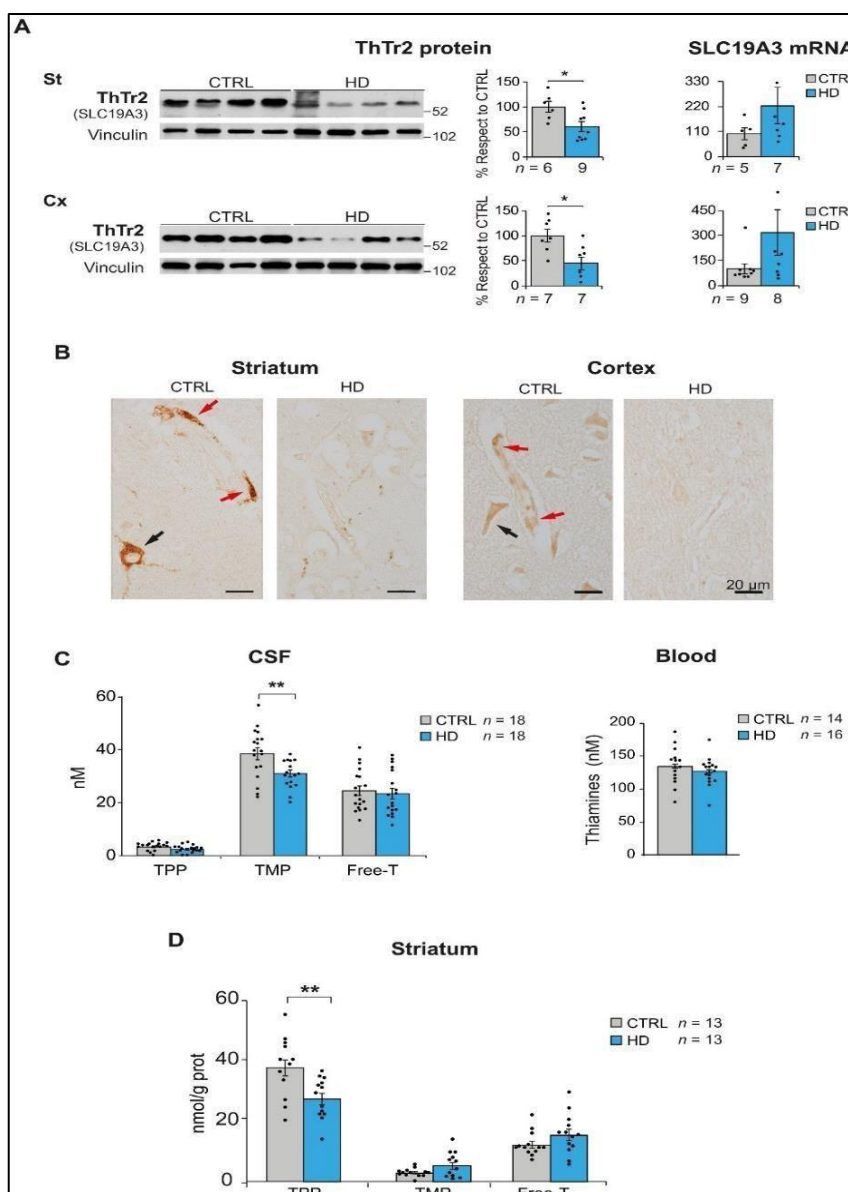 A
ThTr2 protein
SLC19A3 mRNA
St
CTRL
HD
ThTr2
(SLC19A3)
-52
Vinculin
-102
% Respect to CTRL
150
100
50
0
*
n = 6 9
330
220
110
0
n = 5 7
CTR
HD
Cx
ThTr2
(SLC19A3)
-52
Vinculin
-102
% Respect to CTRL
150
100
50
0
*
n = 7 7
450
300
150
0
n = 9 8
CTR
HD
B
Striatum
Cortex
CTRL
HD
CTRL
HD
20 µm
C
CSF
Blood
nM
60
40
20
0
**
TPP
TMP
Free-T
CTRL n = 18
HD n = 18
Thiamines (nM)
200
150
100
50
0
CTRL n = 14
HD n = 16
D
Striatum
nmol/g prot
60
40
20
0
**
TPP
TMP
Free-T
CTRL n = 13
HD n = 13